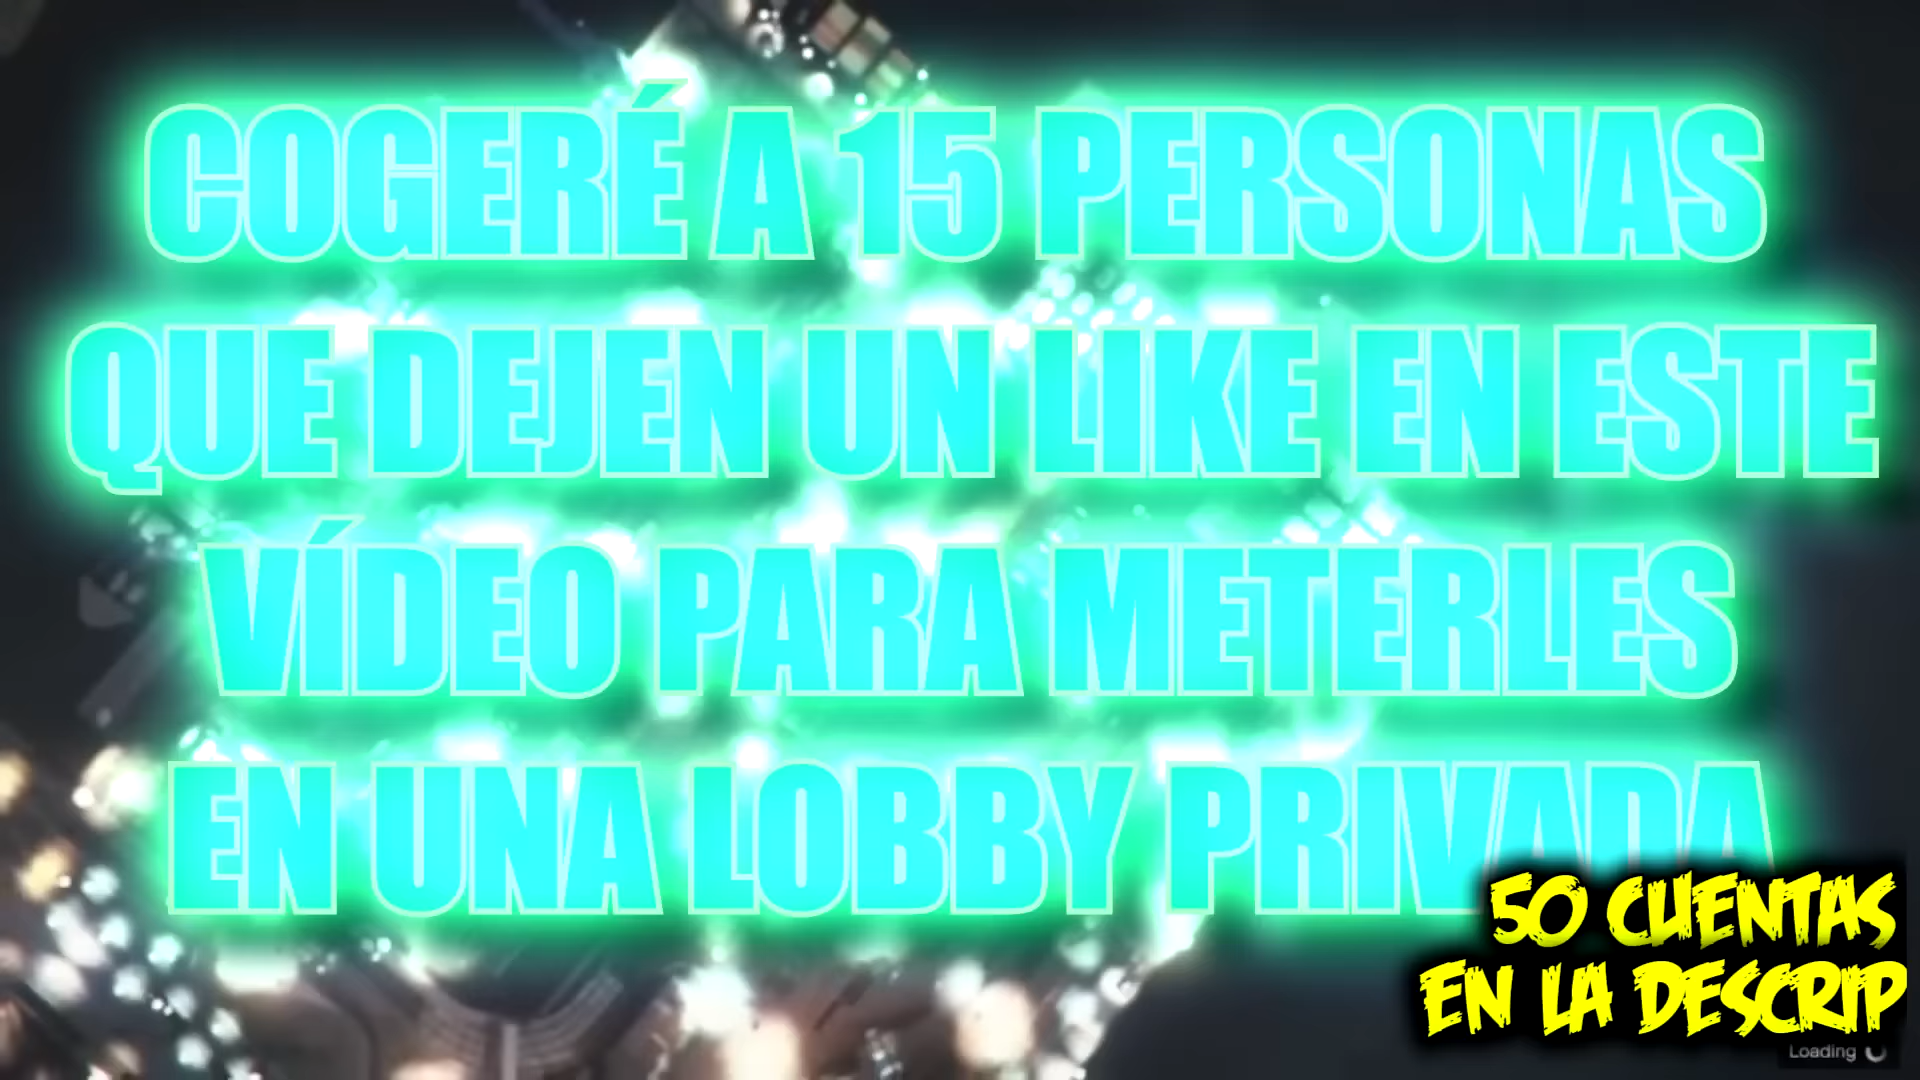 COGERÉ A 15 PERSONAS
QUE DEJEN UN LIKE EN ESTE
VÍDEO PARA METERLES
EN UNA LOBBY PRIVADA
50 CUENTAS
EN LA DESCRIP
Loading